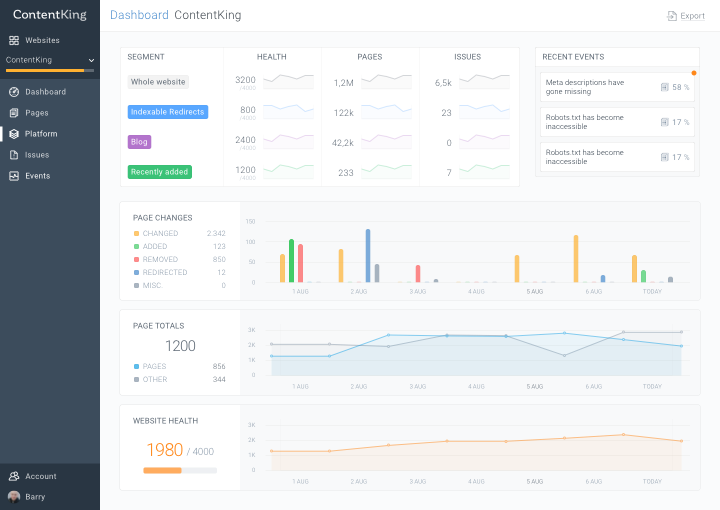 ContentKing
Websites
ContentKing
Dashboard
Pages
Platform
Issues
Events
Account
Barry
Dashboard ContentKing
Export
SEGMENT HEALTH PAGES ISSUES
Whole website 3200 /4000 1,2M 6,5k
Indexable Redirects 800 /4000 122k 23
Blog 2400 /4000 42,2k 0
Recently added 1200 /4000 233 7
RECENT EVENTS
Meta descriptions have
gone missing
58 %
Robots.txt has become
inaccessible
17 %
Robots.txt has become
inaccessible
17 %
PAGE CHANGES
CHANGED 2.342
ADDED 123
REMOVED 850
REDIRECTED 12
MISC. 0
150
100
50
0
1 AUG 2 AUG 3 AUG 4 AUG 5 AUG 6 AUG TODAY
PAGE TOTALS
1200
PAGES 856
OTHER 344
3K
2K
1K
0
1 AUG 2 AUG 3 AUG 4 AUG 5 AUG 6 AUG TODAY
WEBSITE HEALTH
1980 / 4000
3K
2K
1K
0
1 AUG 2 AUG 3 AUG 4 AUG 5 AUG 6 AUG TODAY